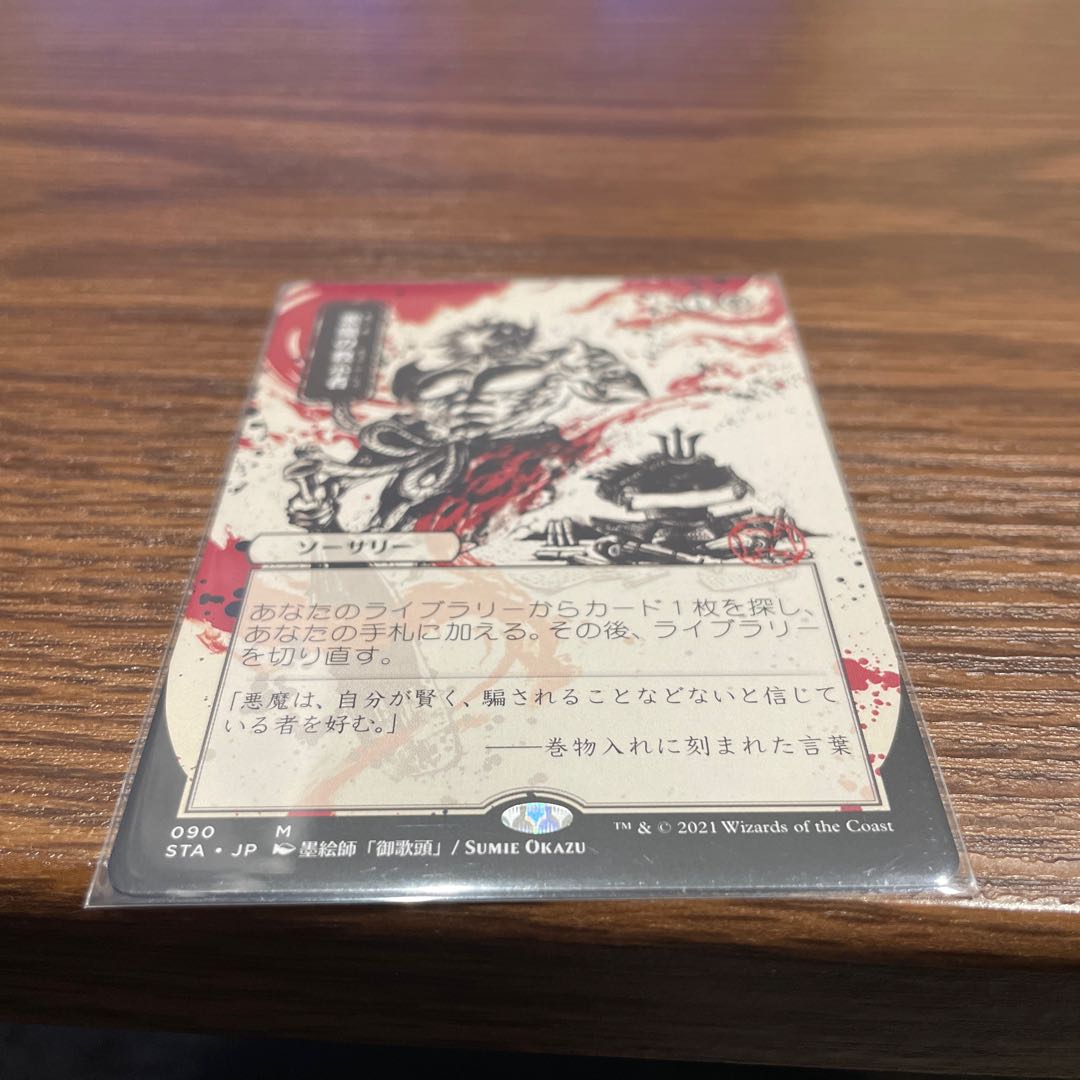 ソーサリー
あなたのライブラリーからカード1枚を探し、
あなたの手札に加える。その後、ライブラリー
を切り直す。
「悪魔は、自分が賢く、騙されることなどないと信じて
いる者を好む。」
――巻物入れに刻まれた言葉
090 M
STA・JP 墨絵師「御歌頭」/ SUMIE OKAZU
™ & © 2021 Wizards of the Coast